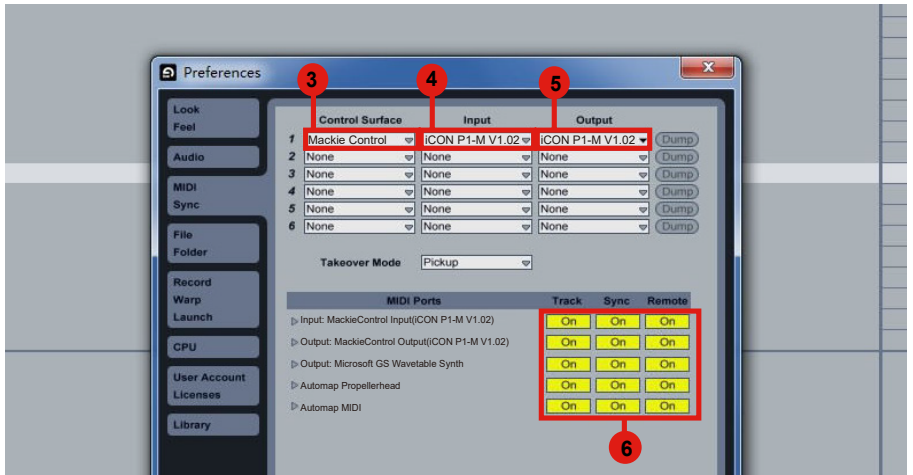 Preferences
x
3
4
5
Look
Feel
Audio
MIDI
Sync
File
Folder
Record
Warp
Launch
CPU
User Account
Licenses
Library
Control Surface Input Output
1 Mackie Control iCON P1-M V1.02 iCON P1-M V1.02 Dump
2 None None None Dump
3 None None None Dump
4 None None None Dump
5 None None None Dump
6 None None None Dump
Takeover Mode Pickup
MIDI Ports Track Sync Remote
Input: MackieControl Input(iCON P1-M V1.02) On On On
Output: MackieControl Output(iCON P1-M V1.02) On On On
Output: Microsoft GS Wavetable Synth On On On
Automap Propellerhead On On On
Automap MIDI On On On
6